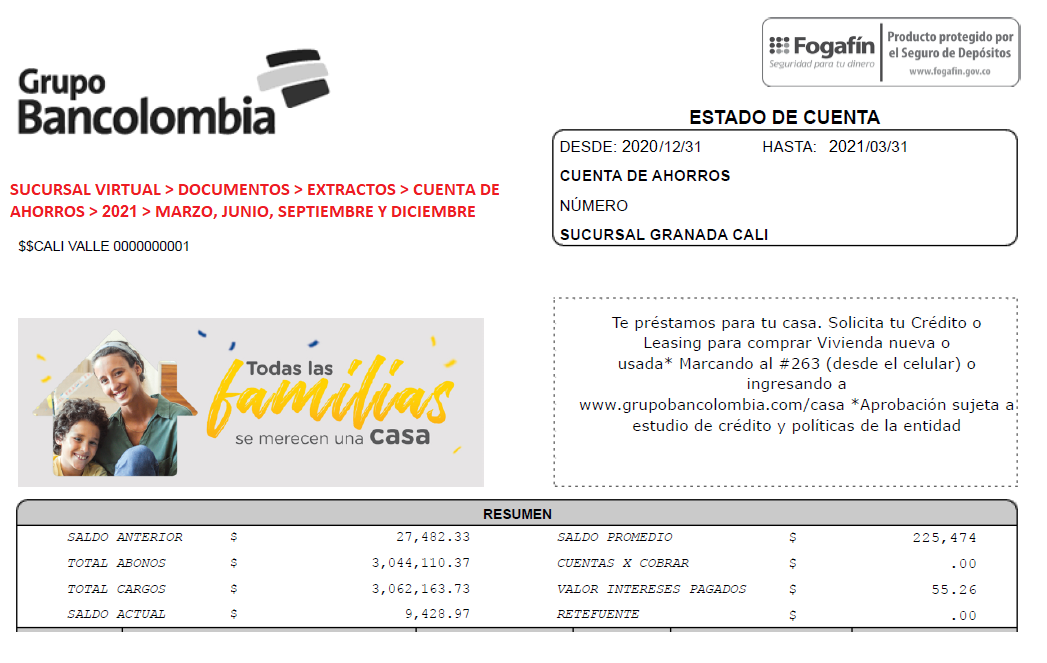 Fogafín
Seguridad para tu dinero
Producto protegido por
el Seguro de Depósitos
www.fogafin.gov.co
Grupo
Bancolombia
ESTADO DE CUENTA
DESDE: 2020/12/31 HASTA: 2021/03/31
CUENTA DE AHORROS
NÚMERO
SUCURSAL GRANADA CALI
SUCURSAL VIRTUAL > DOCUMENTOS > EXTRACTOS > CUENTA DE
AHORROS > 2021 > MARZO, JUNIO, SEPTIEMBRE Y DICIEMBRE
$$CALI VALLE 0000000001
Todas las
familias
se merecen una casa
Te préstamos para tu casa. Solicita tu Crédito o
Leasing para comprar Vivienda nueva o
usada* Marcando al #263 (desde el celular) o
ingresando a
www.grupobancolombia.com/casa *Aprobación sujeta a
estudio de crédito y políticas de la entidad
RESUMEN
SALDO ANTERIOR $ 27,482.33 SALDO PROMEDIO $ 225,474
TOTAL ABONOS $ 3,044,110.37 CUENTAS X COBRAR $ .00
TOTAL CARGOS $ 3,062,163.73 VALOR INTERESES PAGADOS $ 55.26
SALDO ACTUAL $ 9,428.97 RETEFUENTE $ .00